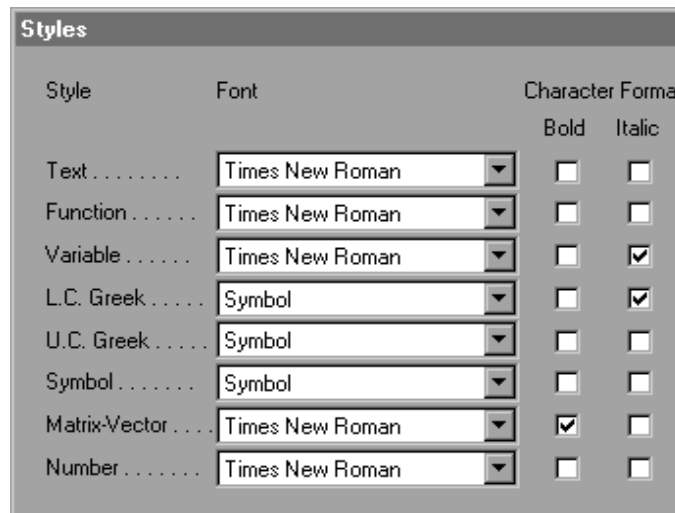 Styles
Style Font Character Forma
Bold Italic
Text . . . . . . . . Times New Roman
Function . . . . . . Times New Roman
Variable . . . . . . Times New Roman
L.C. Greek . . . . . Symbol
U.C. Greek . . . . . Symbol
Symbol . . . . . . . Symbol
Matrix-Vector . . . . Times New Roman
Number . . . . . . . Times New Roman